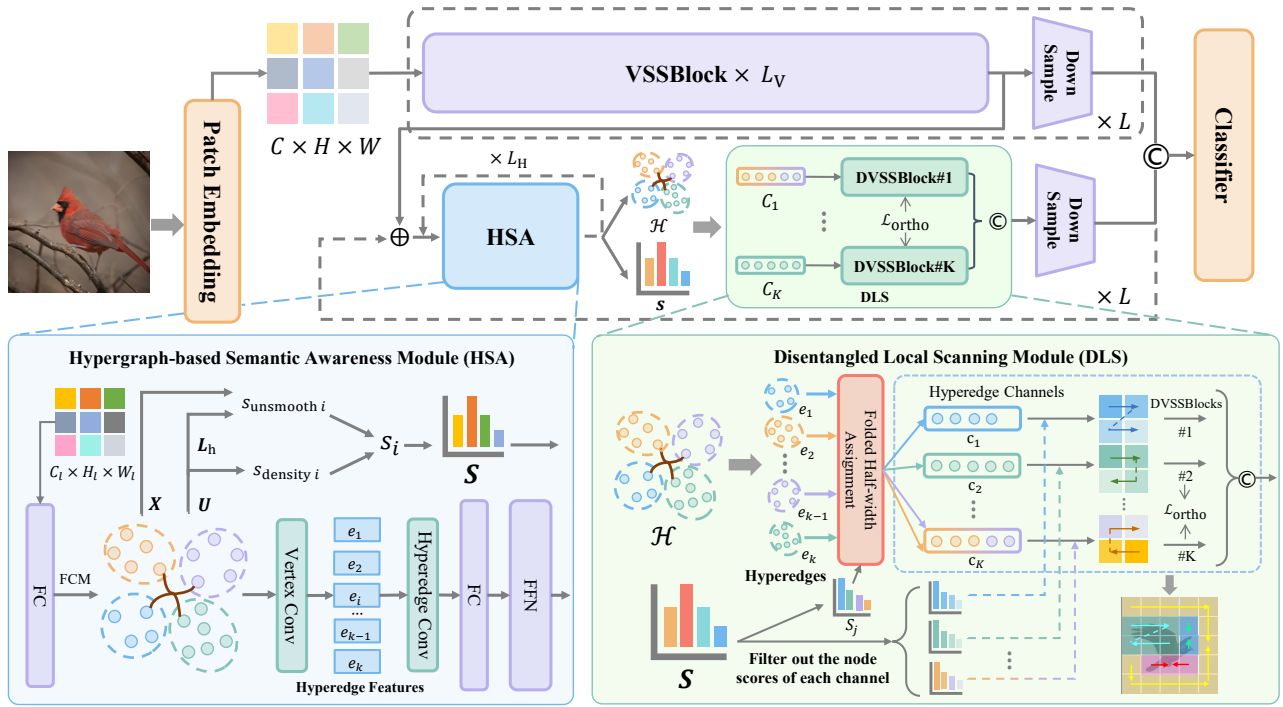 Patch Embedding
C × H × W
VSSBlock × L_V
Down Sample
× L
Classifier
©
× L_H
⊕
HSA
ℋ
s
C_1
⋮
C_K
DVSSBlock#1
ℒ_ortho
DVSSBlock#K
DLS
©
Down Sample
× L
Hypergraph-based Semantic Awareness Module (HSA)
C_l × H_l × W_l
FC
FCM
X
U
L_h
s_unsmooth i
s_density i
s_i
S
Vertex Conv
e_1
e_2
e_i
...
e_{k−1}
e_k
Hyperedge Features
Hyperedge Conv
FC
FFN
Disentangled Local Scanning Module (DLS)
ℋ
e_1
e_2
⋮
e_{k−1}
e_k
Hyperedges
Folded Half-width Assignment
S_j
S
Filter out the node
scores of each channel
⋮
Hyperedge Channels
c_1
c_2
⋮
c_K
⋮
DVSSBlocks
#1
#2
ℒ_ortho
#K
©